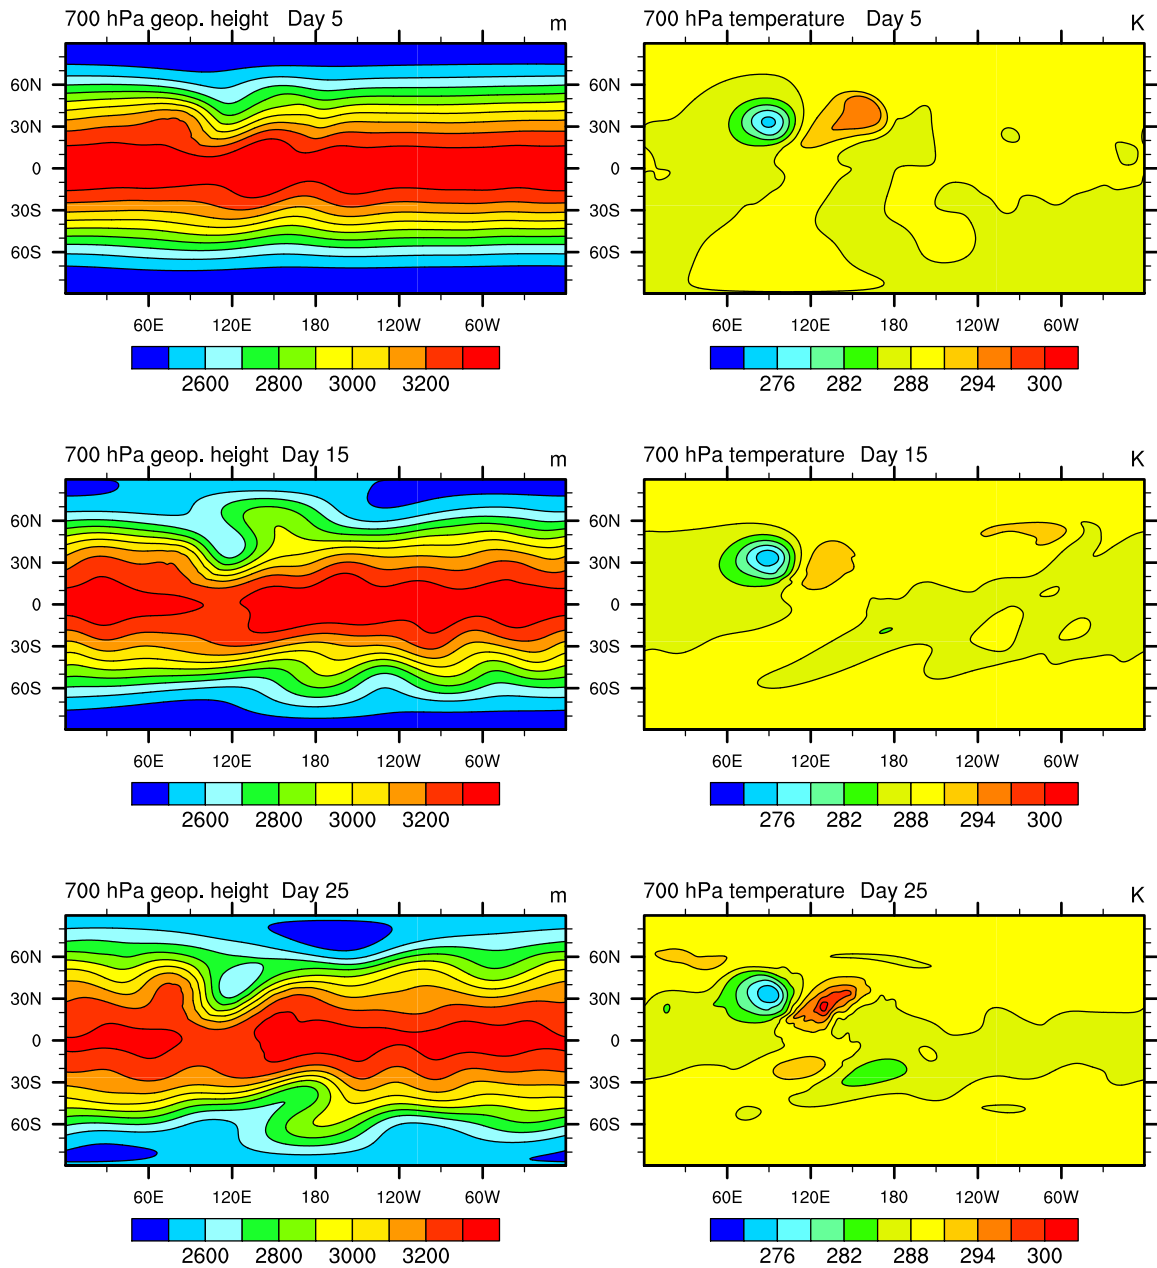 700 hPa geop. height Day 5 m
700 hPa temperature Day 5 K
60N 60N
30N 30N
0 0
30S 30S
60S 60S
60E 120E 180 120W 60W
60E 120E 180 120W 60W
2600 2800 3000 3200
276 282 288 294 300
700 hPa geop. height Day 15 m
700 hPa temperature Day 15 K
60N 60N
30N 30N
0 0
30S 30S
60S 60S
60E 120E 180 120W 60W
60E 120E 180 120W 60W
2600 2800 3000 3200
276 282 288 294 300
700 hPa geop. height Day 25 m
700 hPa temperature Day 25 K
60N 60N
30N 30N
0 0
30S 30S
60S 60S
60E 120E 180 120W 60W
60E 120E 180 120W 60W
2600 2800 3000 3200
276 282 288 294 300